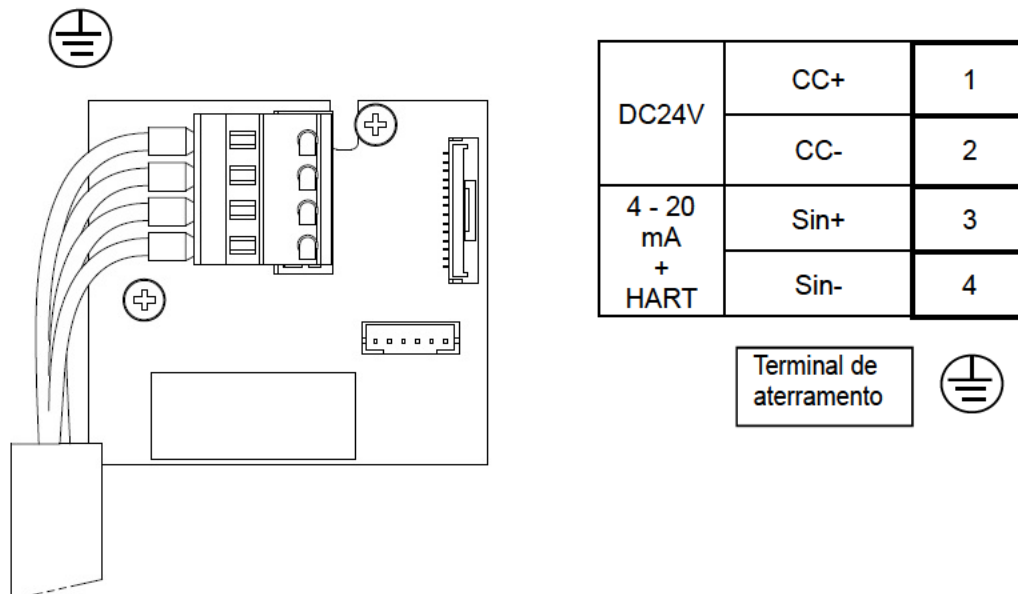 DC24V
CC+
1
CC-
2
4 - 20
mA
+
HART
Sin+
3
Sin-
4
Terminal de
aterramento